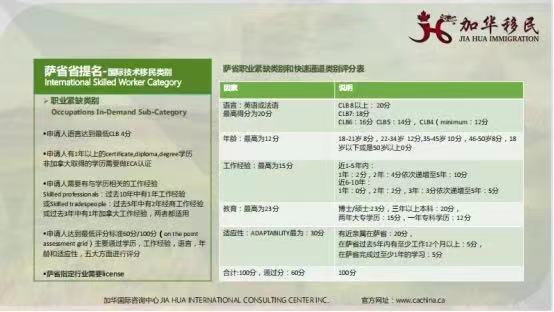 加华移民
JIA HUA IMMIGRATION
萨省省提名-国际技术移民类别
International Skilled Worker Category
➢ 职业紧缺类别
Occupations In-Demand Sub-Category
▪申请人语言达到最低CLB 4分
▪申请人有1年以上的certificate,diploma,degree学历
非加拿大取得的学历需要做ECA认证
▪申请人需要有与学历相关的工作经验
Skilled professionals：过去10年中有1年工作经验
或Skilled tradespeople：过去5年中有2年经商工作经验
或过去3年中有1年加拿大工作经验，两者都适用
▪申请人达到最低评分标准60分/100分（on the point
assessment grid）主要通过学历，工作经验，语言，年
龄和适应性，五大方面进行评分
▪萨省指定行业需要license
萨省职业紧缺类别和快速通道类别评分表
因素 说明
语言：英语或法语
最高得分为20分
CLB 8以上： 20分
CLB7: 18分
CLB6：16分 CLB5：14分，CLB4（minimum：12分
年龄：最高为12分
18-21岁 8分，22-34岁 12分,35-45岁 10分，46-50岁8分，18
岁以下或是50岁以上0分
工作经验：最高为15分
近1-5年内：
1年：2分，2年：4分依次递增至5年：10分
近6-10年：
1年：0分，2年：2分，3年：3分依次递增至5年：5分
教育：最高为23分
博士/硕士 23分，三年以上本科：20分，
两年大专学历：15分，一年专科学历：12分
适应性：ADAPTABILITY最为：30分
有近亲属在萨省：20分，
在萨省过去5年内有至少工作12个月以上：5分，
在萨省完成过至少1年的学习：5分
合计:100分，通过分：60分 100分
加华国际咨询中心 JIA HUA INTERNATIONAL CONSULTING CENTER INC. 官方网址：www.cachina.ca